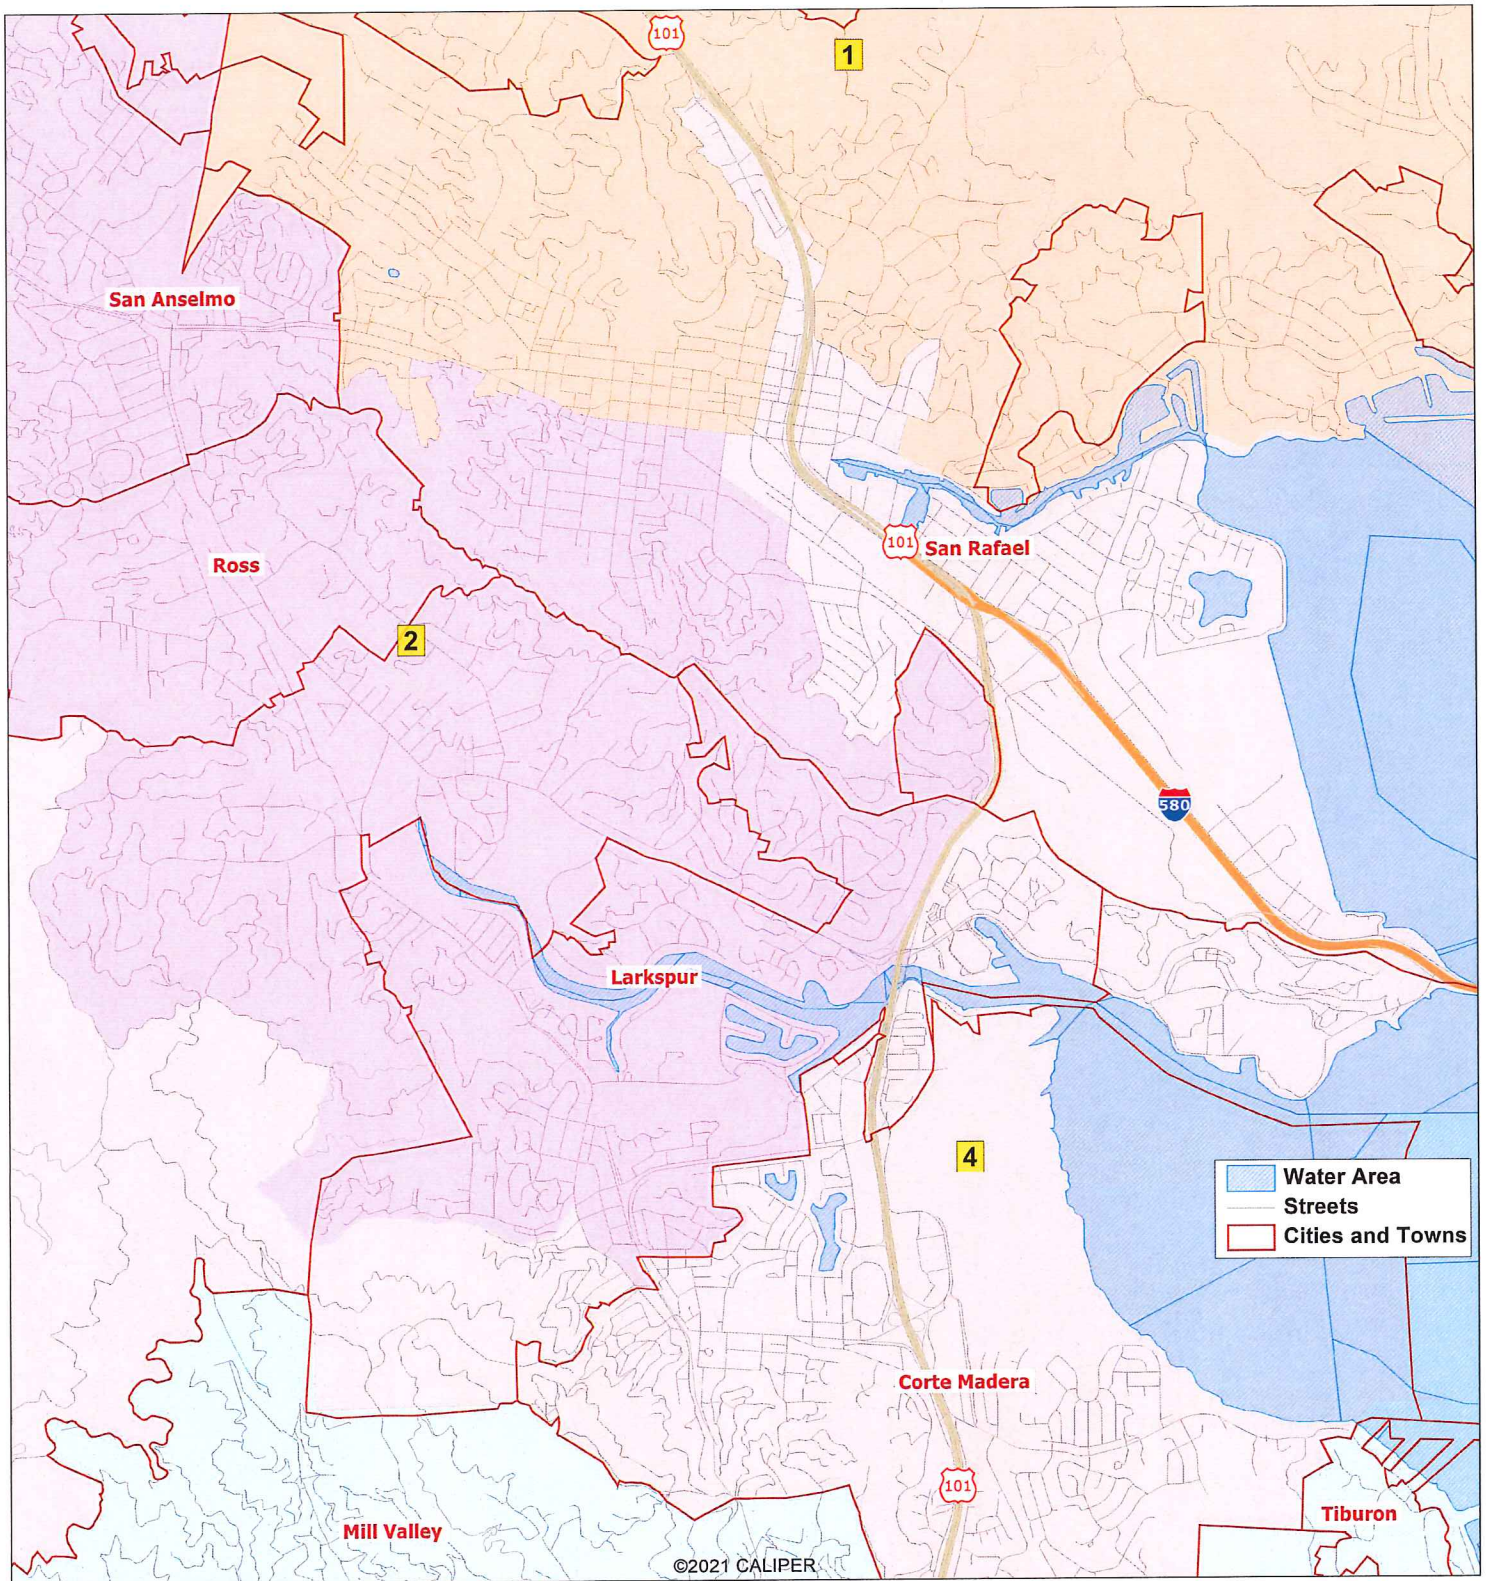 101
1
San Anselmo
101
San Rafael
Ross
2
580
Larkspur
4
Water Area
Streets
Cities and Towns
Corte Madera
101
Tiburon
Mill Valley
©2021 CALIPER